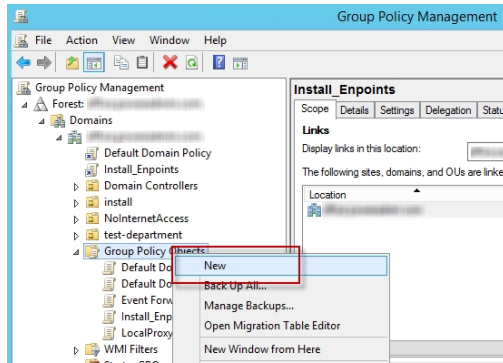 Group Policy Management
File Action View Window Help
Group Policy Management
Forest:
Domains
Default Domain Policy
Install_Enpoints
Domain Controllers
install
NoInternetAccess
test-department
Group Policy Objects
Default Do
Default Do
Event Forw
Install_Enp
LocalProxy
WMI Filters
Install_Enpoints
Scope Details Settings Delegation Statu
Links
Display links in this location:
The following sites, domains, and OUs are linke
Location
New
Back Up All...
Manage Backups...
Open Migration Table Editor
New Window from Here